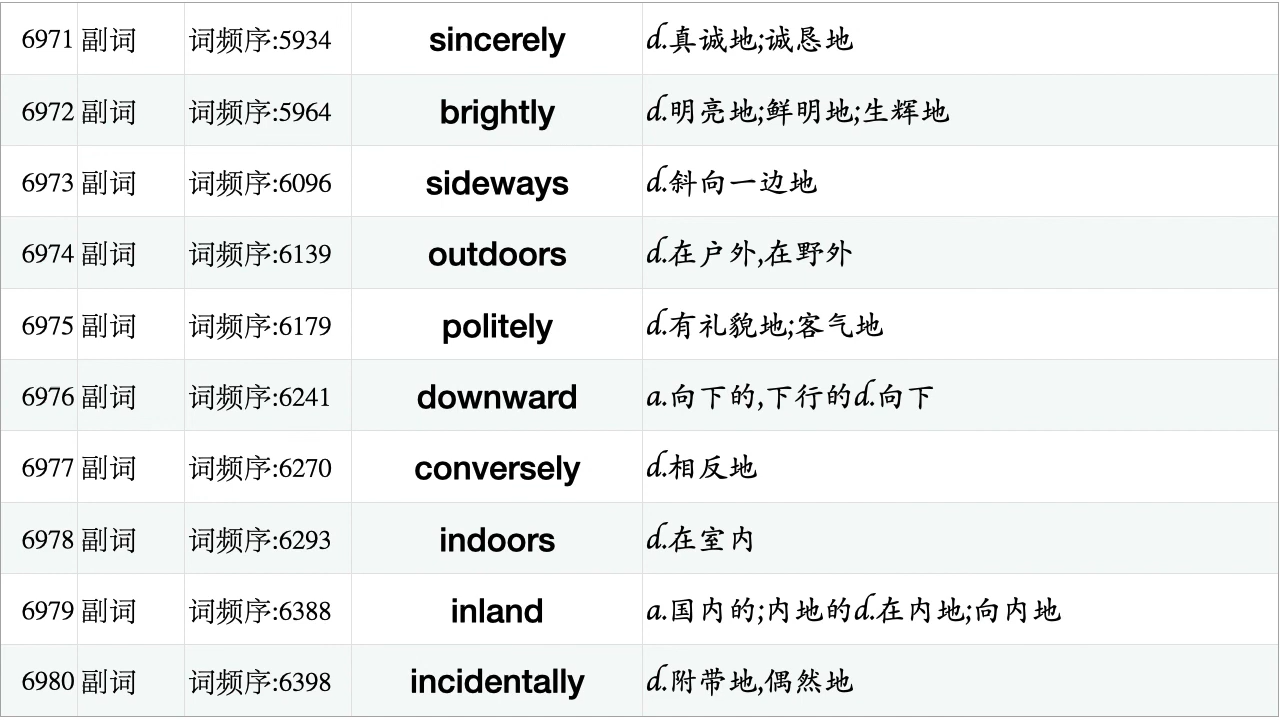 6971 副词 词频序:5934 sincerely d.真诚地;诚恳地
6972 副词 词频序:5964 brightly d.明亮地;鲜明地;生辉地
6973 副词 词频序:6096 sideways d.斜向一边地
6974 副词 词频序:6139 outdoors d.在户外,在野外
6975 副词 词频序:6179 politely d.有礼貌地;客气地
6976 副词 词频序:6241 downward a.向下的,下行的d.向下
6977 副词 词频序:6270 conversely d.相反地
6978 副词 词频序:6293 indoors d.在室内
6979 副词 词频序:6388 inland a.国内的;内地的d.在内地;向内地
6980 副词 词频序:6398 incidentally d.附带地,偶然地